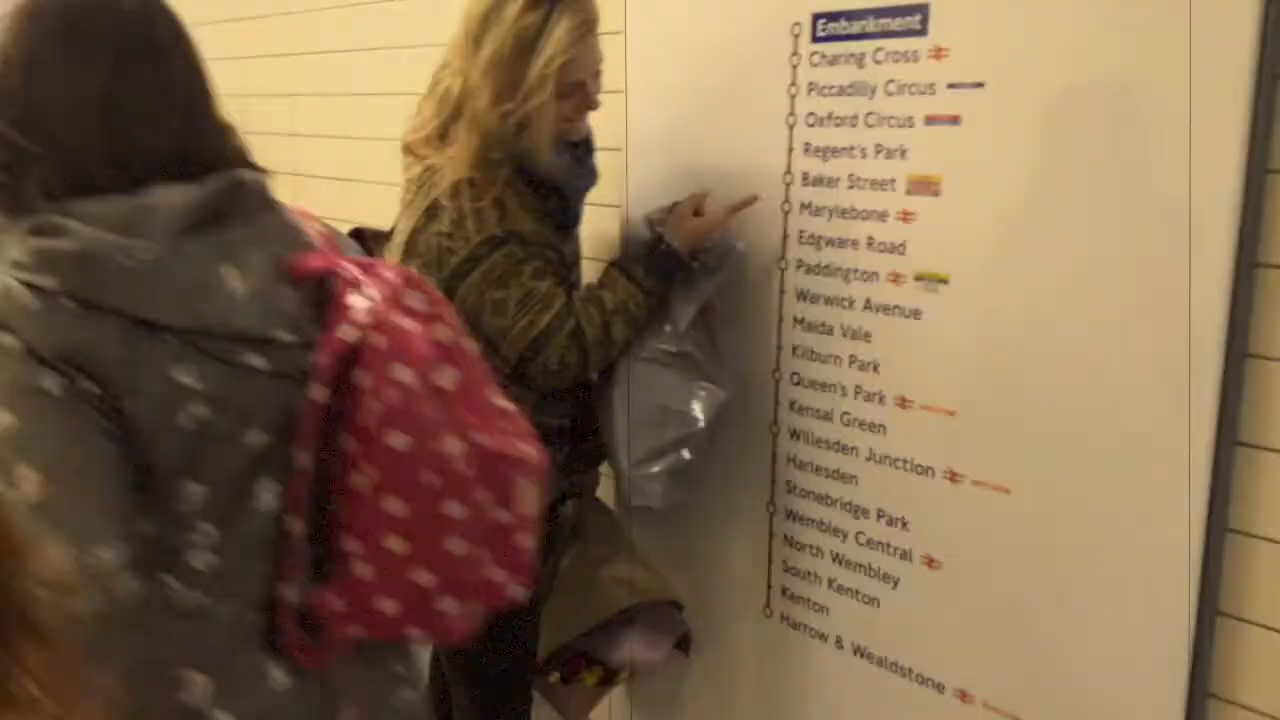 Embankment
Charing Cross
Piccadilly Circus
Oxford Circus
Regent's Park
Baker Street
Marylebone
Edgware Road
Paddington
Warwick Avenue
Maida Vale
Kilburn Park
Queen's Park
Kensal Green
Willesden Junction
Harlesden
Stonebridge Park
Wembley Central
North Wembley
South Kenton
Kenton
Harrow & Wealdstone